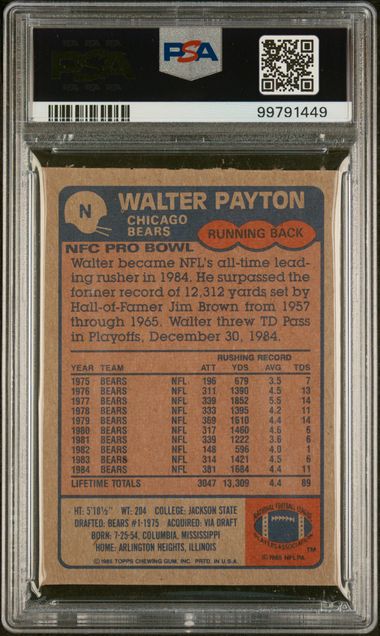 PSA
PSA
99791449
N
WALTER PAYTON
CHICAGO
BEARS
RUNNING BACK
NFC PRO BOWL
Walter became NFL's all-time lead-
ing rusher in 1984. He surpassed the
former record of 12,312 yards set by
Hall-of-Famer Jim Brown from 1957
through 1965. Walter threw TD Pass
in Playoffs, December 30, 1984.
RUSHING RECORD
YEAR TEAM ATT YDS AVG TDS
1975 BEARS NFL 196 679 3.5 7
1976 BEARS NFL 311 1390 4.5 13
1977 BEARS NFL 339 1852 5.5 14
1978 BEARS NFL 333 1395 4.2 11
1979 BEARS NFL 369 1610 4.4 14
1980 BEARS NFL 317 1460 4.6 6
1981 BEARS NFL 339 1222 3.6 6
1982 BEARS NFL 148 596 4.0 1
1983 BEARS NFL 314 1421 4.5 6
1984 BEARS NFL 381 1684 4.4 11
LIFETIME TOTALS 3047 13,309 4.4 89
HT: 5'10½" WT: 204 COLLEGE: JACKSON STATE
DRAFTED: BEARS #1-1975 ACQUIRED: VIA DRAFT
BORN: 7-25-54, COLUMBIA, MISSISSIPPI
HOME: ARLINGTON HEIGHTS, ILLINOIS
© 1985 TOPPS CHEWING GUM, INC. PRTD. IN U.S.A.
NATIONAL FOOTBALL LEAGUE
PLAYERS ASSOCIATION
TM
© 1985 NFLPA